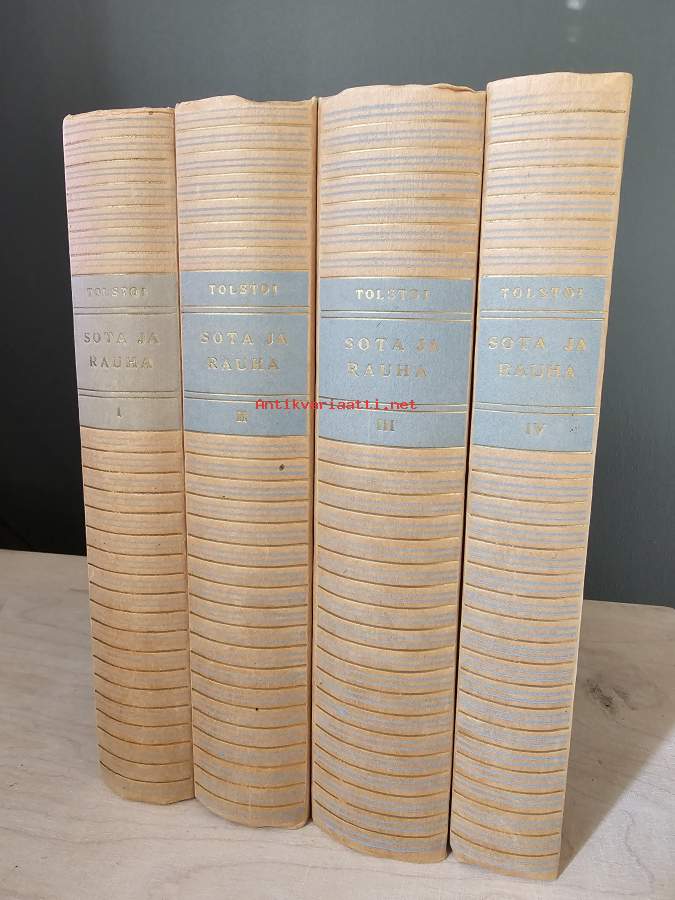 TOLSTOI
SOTA JA
RAUHA
I
TOLSTOI
SOTA JA
RAUHA
II
TOLSTOI
SOTA JA
RAUHA
III
TOLSTOI
SOTA JA
RAUHA
IV
Antikvariaatti.net